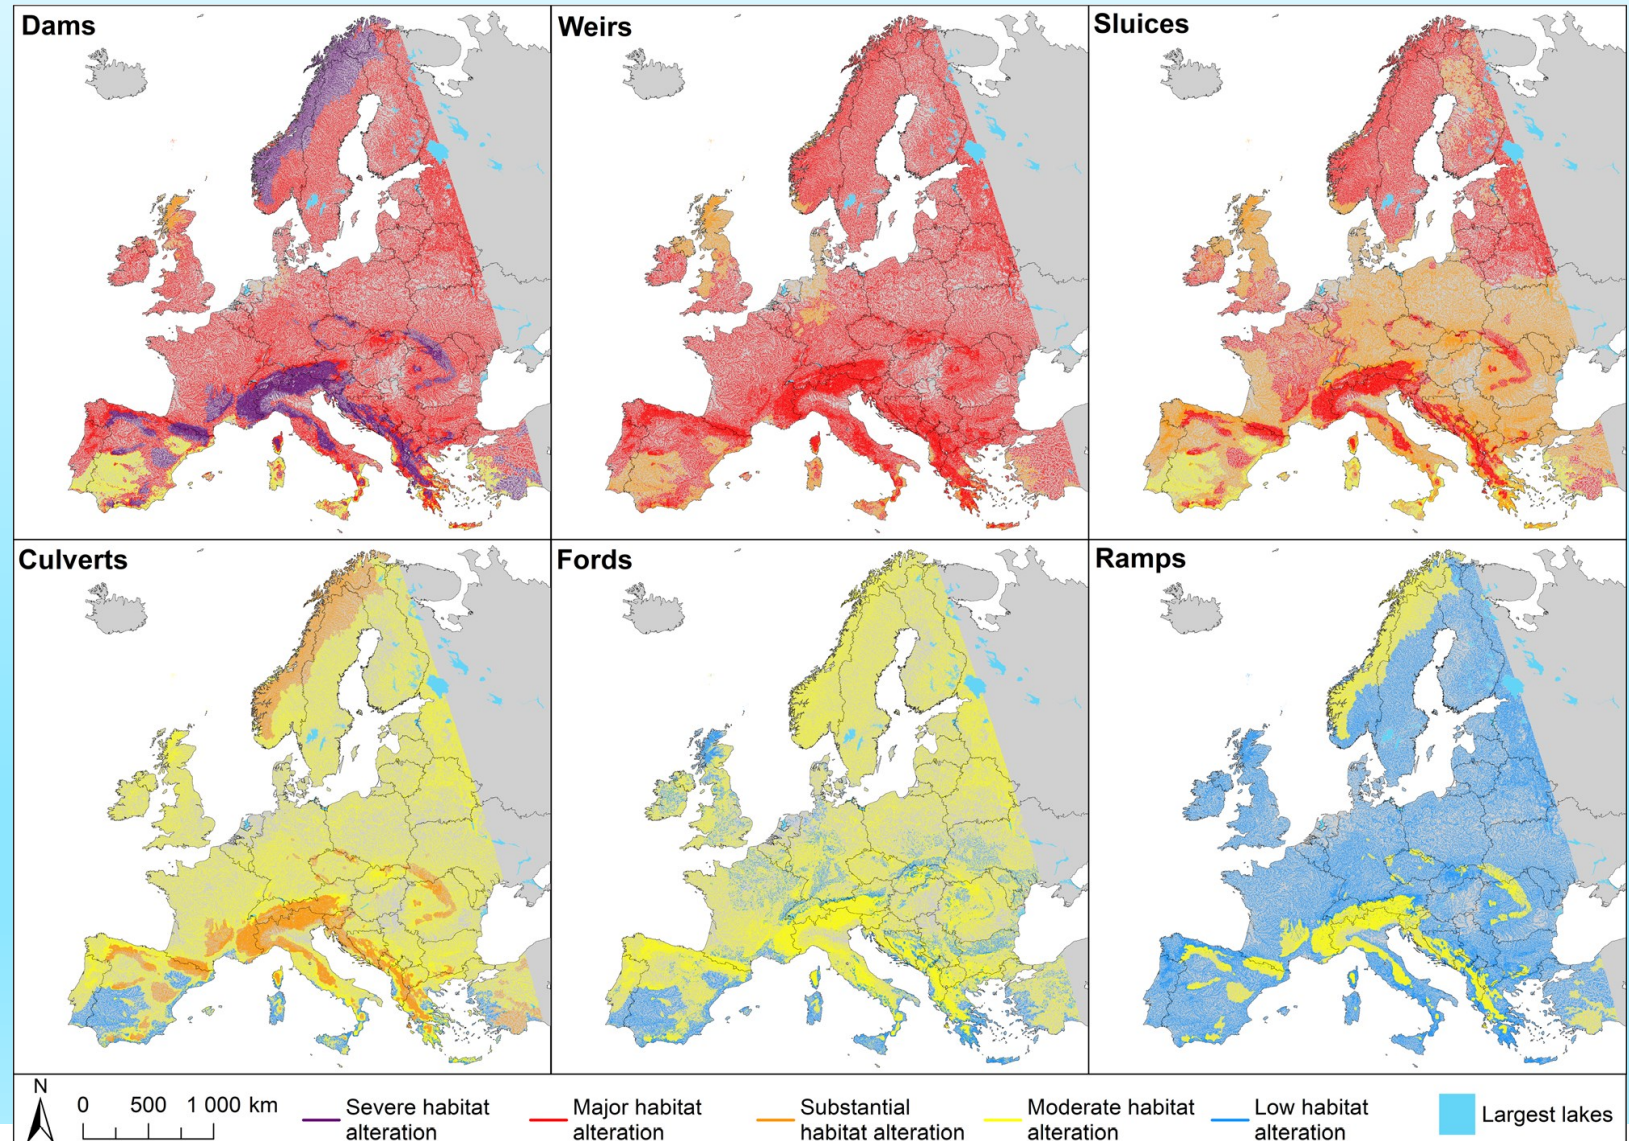 Dams
Weirs
Sluices
Culverts
Fords
Ramps
N
0 500 1 000 km
Severe habitat
alteration
Major habitat
alteration
Substantial
habitat alteration
Moderate habitat
alteration
Low habitat
alteration
Largest lakes